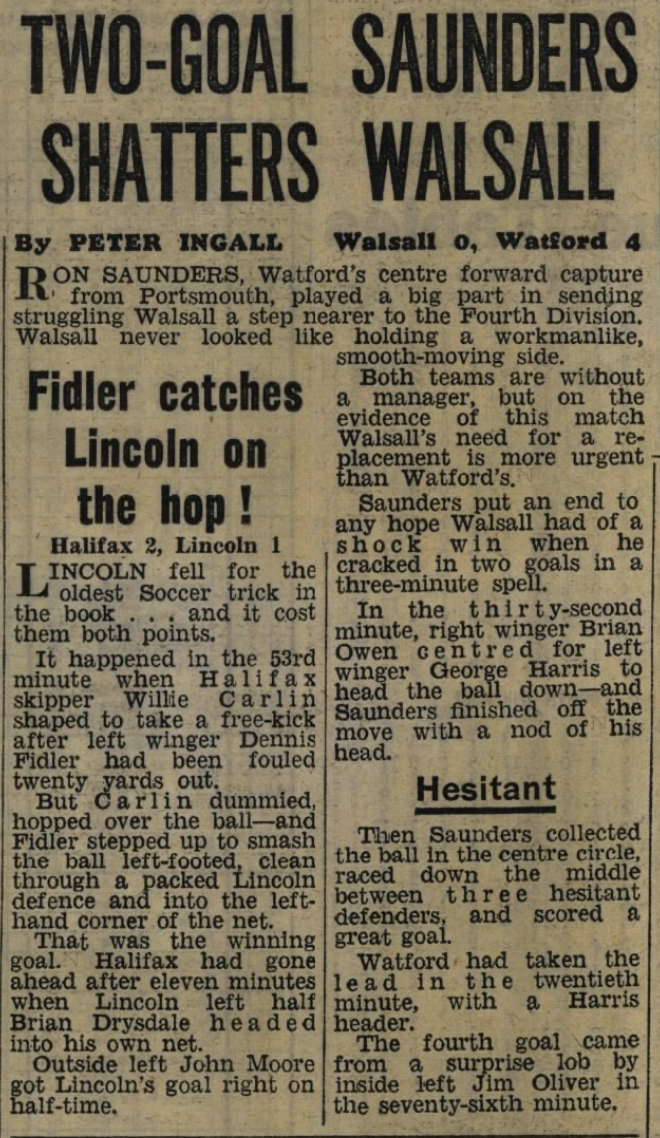 TWO-GOAL SAUNDERS
SHATTERS WALSALL
By PETER INGALL Walsall 0, Watford 4
RON SAUNDERS, Watford's centre forward capture
from Portsmouth, played a big part in sending
struggling Walsall a step nearer to the Fourth Division.
Walsall never looked like holding a workmanlike,
smooth-moving side.
Both teams are without
a manager, but on the
evidence of this match
Walsall's need for a re-
placement is more urgent
than Watford's.
Saunders put an end to
any hope Walsall had of a
shock win when he
cracked in two goals in a
three-minute spell.
In the thirty-second
minute, right winger Brian
Owen centred for left
winger George Harris to
head the ball down—and
Saunders finished off the
move with a nod of his
head.
Hesitant
Then Saunders collected
the ball in the centre circle,
raced down the middle
between three hesitant
defenders, and scored a
great goal.
Watford had taken the
lead in the twentieth
minute, with a Harris
header.
The fourth goal came
from a surprise lob by
inside left Jim Oliver in
the seventy-sixth minute.
Fidler catches
Lincoln on
the hop!
Halifax 2, Lincoln 1
LINCOLN fell for the
oldest Soccer trick in
the book . . . and it cost
them both points.
It happened in the 53rd
minute when Halifax
skipper Willie Carlin
shaped to take a free-kick
after left winger Dennis
Fidler had been fouled
twenty yards out.
But Carlin dummied,
hopped over the ball—and
Fidler stepped up to smash
the ball left-footed, clean
through a packed Lincoln
defence and into the left-
hand corner of the net.
That was the winning
goal. Halifax had gone
ahead after eleven minutes
when Lincoln left half
Brian Drysdale headed
into his own net.
Outside left John Moore
got Lincoln's goal right on
half-time.